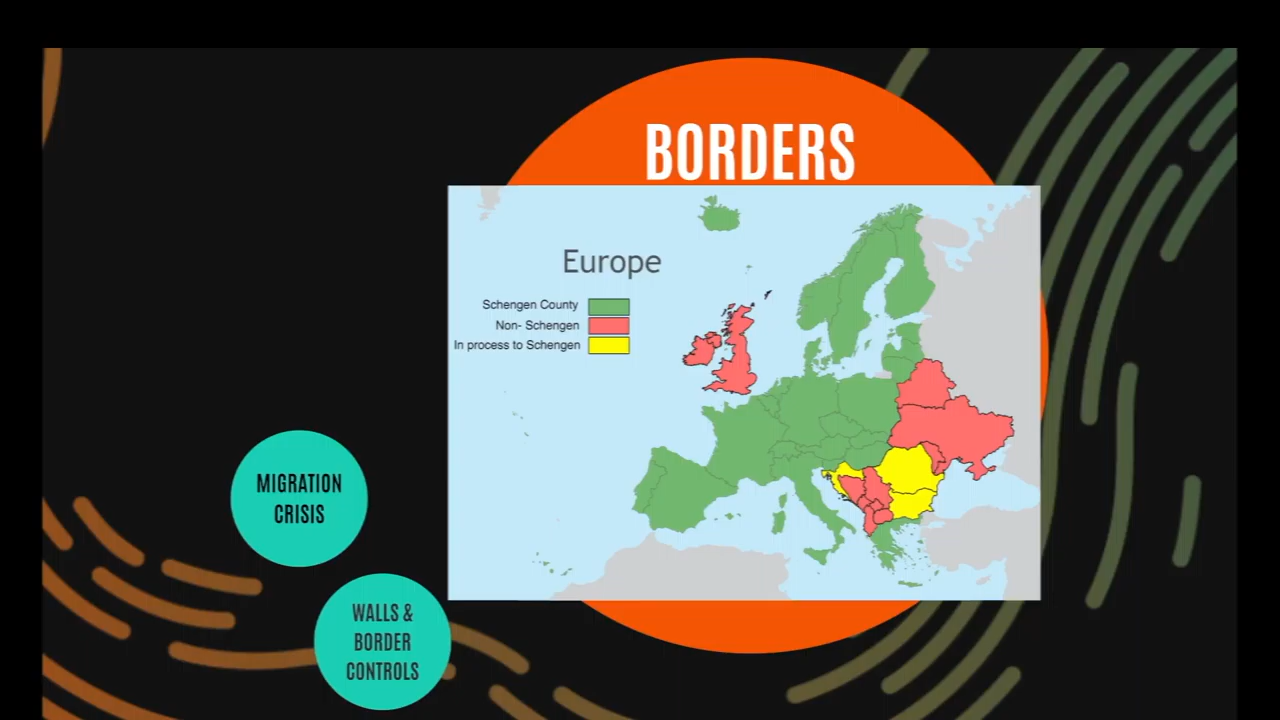 BORDERS
Europe
Schengen County
Non- Schengen
In process to Schengen
MIGRATION
CRISIS
WALLS &
BORDER
CONTROLS